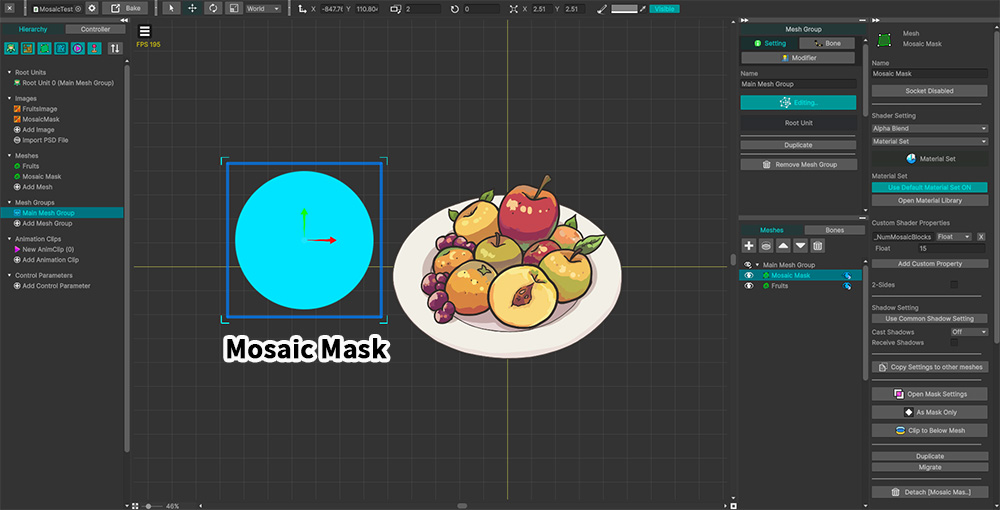 MosaicTest
Bake
World
-847.7
110.804
2
0
X 2.51
Y 2.51
Visible
Hierarchy
Controller
Root Units
Root Unit 0 (Main Mesh Group)
Images
FruitsImage
MosaicMask
Add Image
Import PSD File
Meshes
Fruits
Mosaic Mask
Add Mesh
Mesh Groups
Main Mesh Group
Add Mesh Group
Animation Clips
New AnimClip (0)
Add Animation Clip
Control Parameters
Add Control Parameter
FPS 195
Mosaic Mask
46%
Mesh Group
Setting
Bone
Modifier
Name
Main Mesh Group
Editing..
Root Unit
Duplicate
Remove Mesh Group
Meshes
Bones
Main Mesh Group
Mosaic Mask
Fruits
Mesh
Mosaic Mask
Name
Mosaic Mask
Socket Disabled
Shader Setting
Alpha Blend
Material Set
Material Set
Material Set
Use Default Material Set ON
Open Material Library
Custom Shader Properties
_NumMosaicBlocks
Float
X
Float
15
Add Custom Property
2-Sides
Shadow Setting
Use Common Shadow Setting
Cast Shadows
Off
Receive Shadows
Copy Settings to other meshes
Open Mask Settings
As Mask Only
Clip to Below Mesh
Duplicate
Migrate
Detach [Mosaic Mas..]